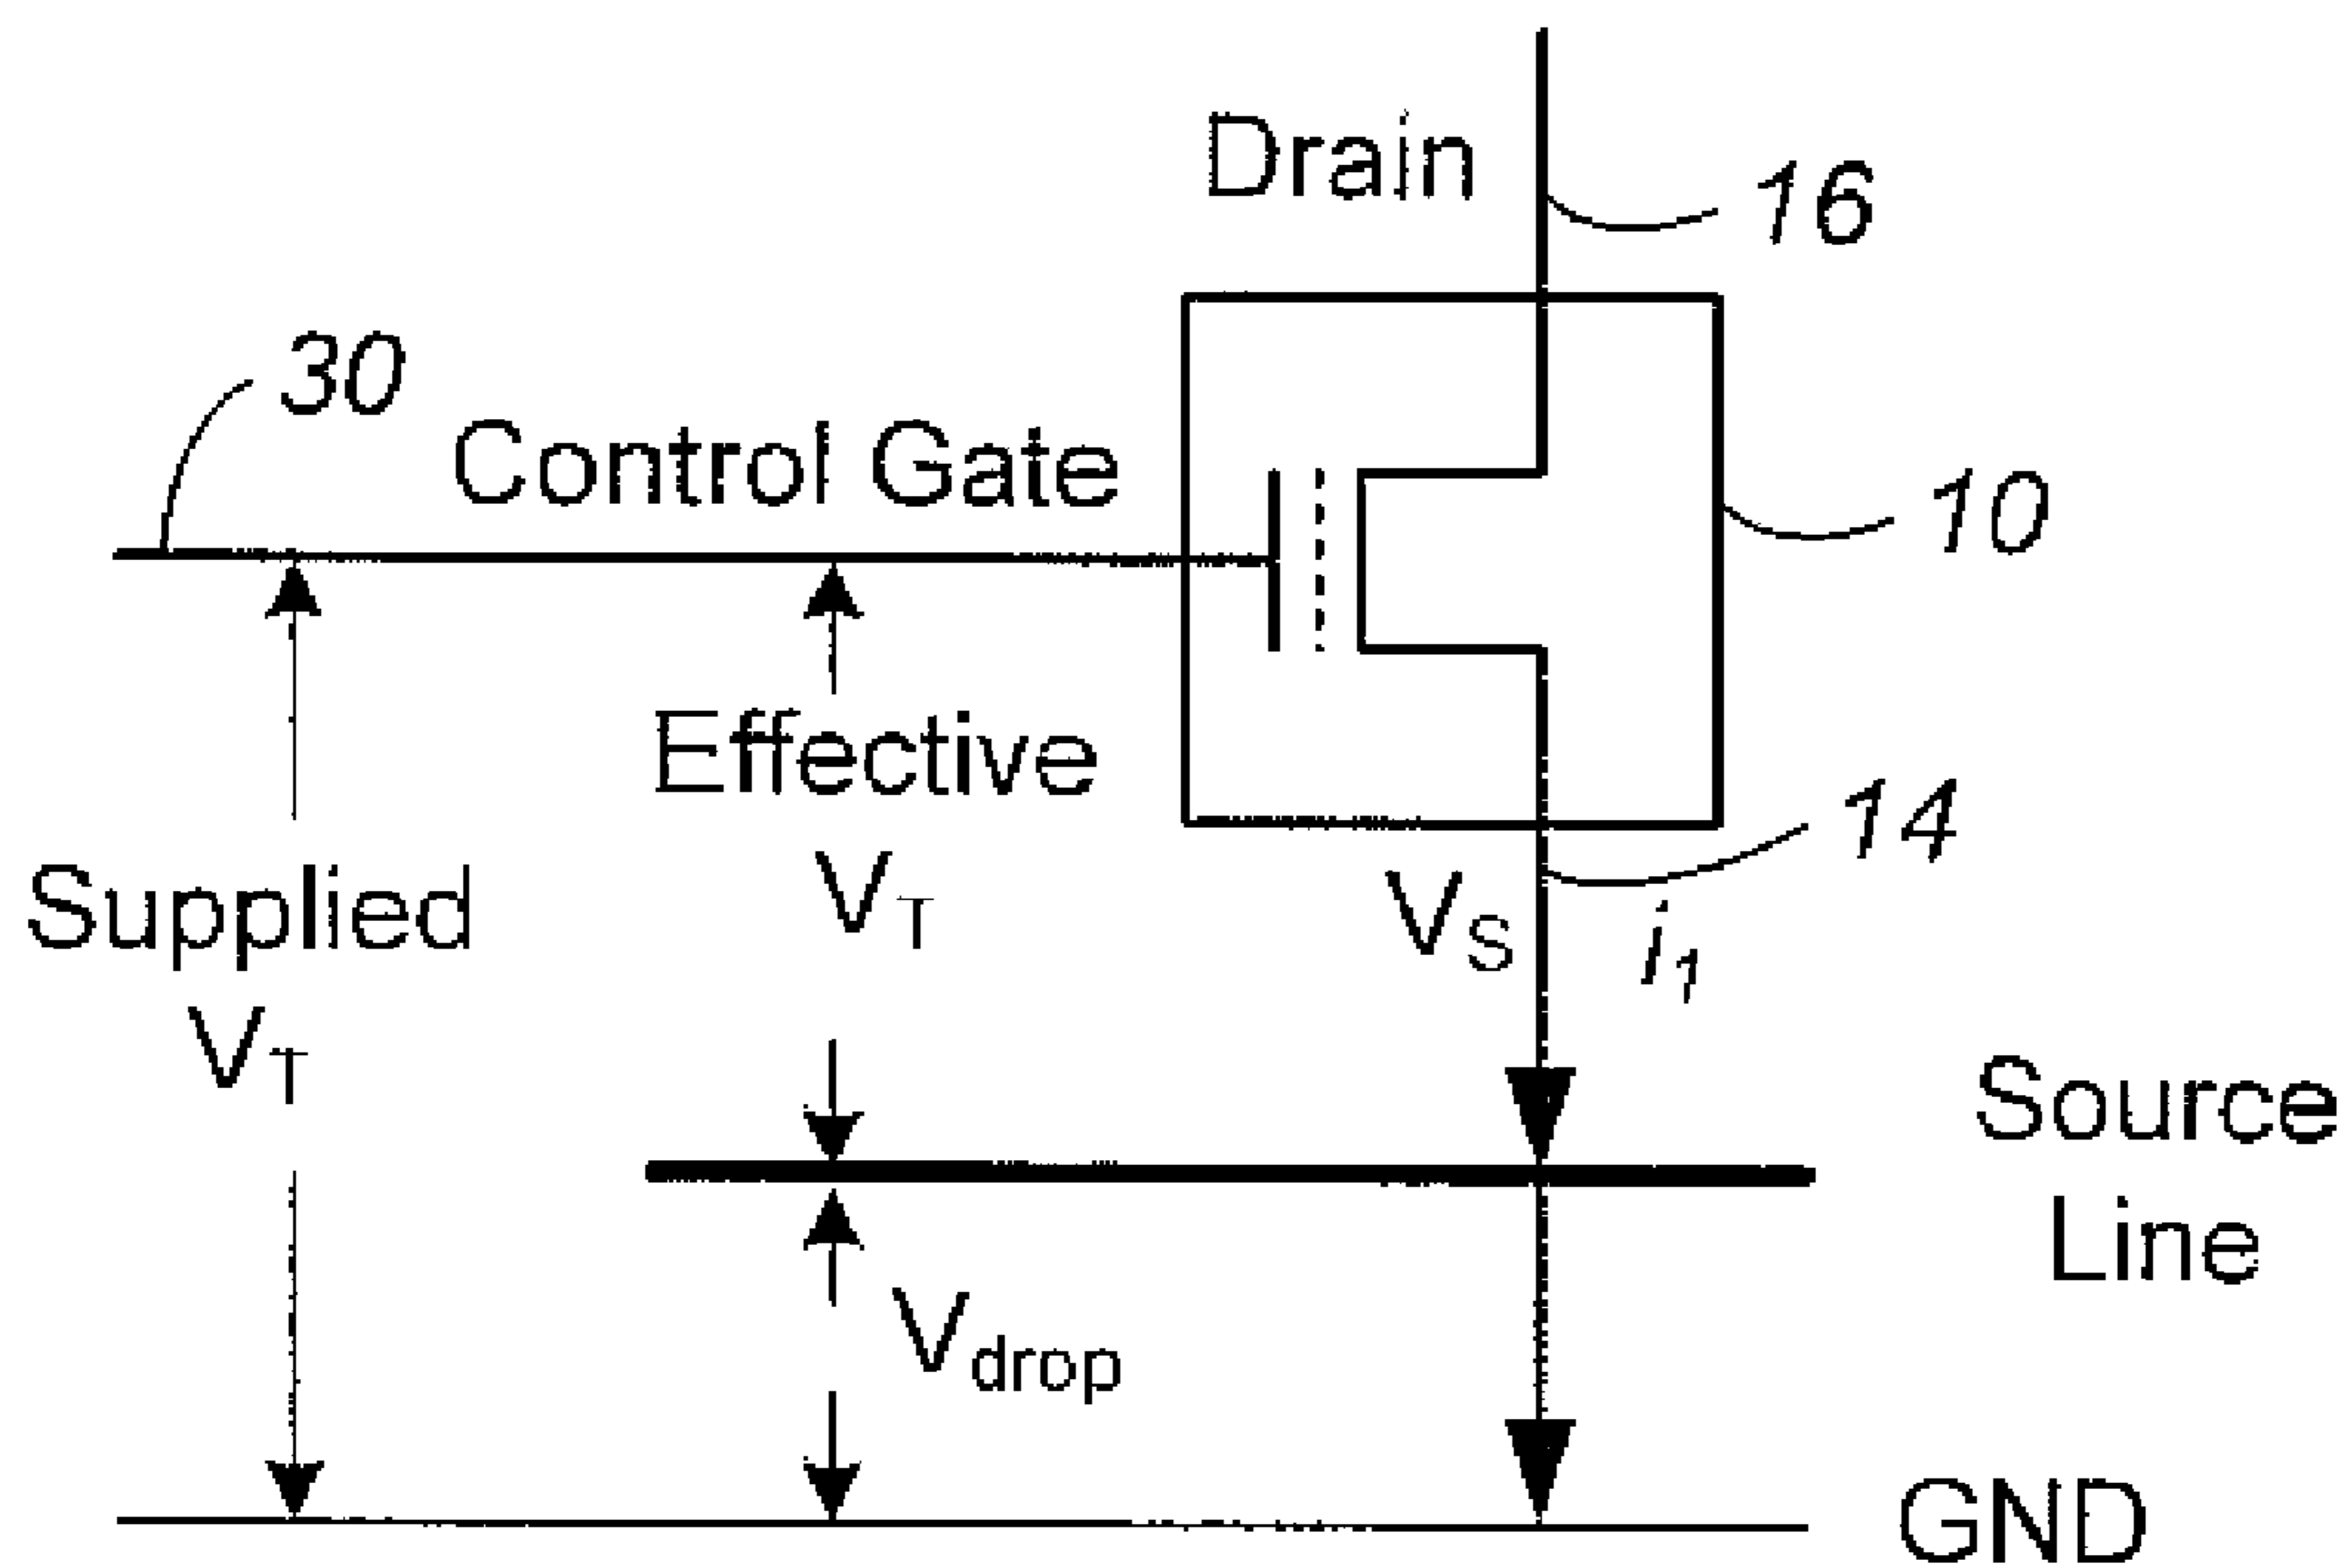 Drain
16
30
Control Gate
10
Effective
V_T
14
Supplied
V_T
V_S
i_1
Source
Line
V_drop
GND